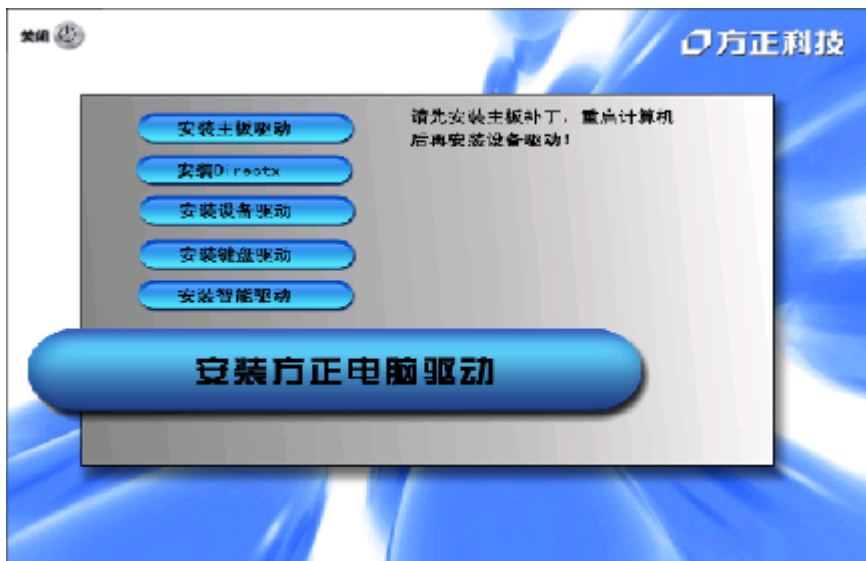 关闭
方正科技
安装主板驱动
安装Directx
安装设备驱动
安装键盘驱动
安装智能驱动
请先安装主板补丁，重启计算机
后再安装设备驱动！
安装方正电脑驱动